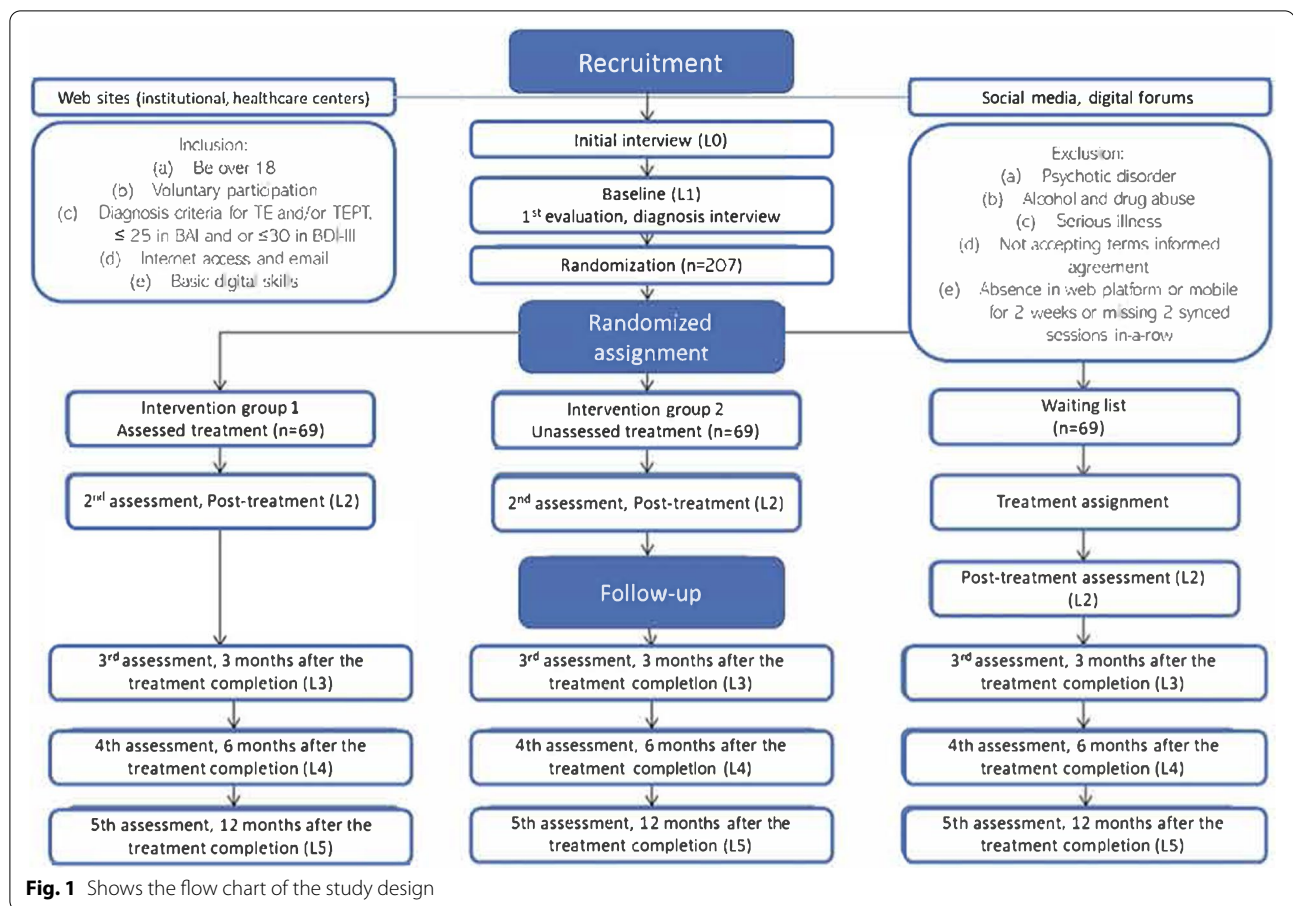 Recruitment
Web sites (institutional, healthcare centers)
Social media, digital forums
Inclusion:
(a) Be over 18
(b) Voluntary participation
(c) Diagnosis criteria for TE and/or TEPT.
≤ 25 in BAI and or ≤30 in BDI-III
(d) Internet access and email
(e) Basic digital skills
Initial interview (L0)
Baseline (L1)
1st evaluation, diagnosis interview
Randomization (n=207)
Exclusion:
(a) Psychotic disorder
(b) Alcohol and drug abuse
(c) Serious illness
(d) Not accepting terms informed
agreement
(e) Absence in web platform or mobile
for 2 weeks or missing 2 synced
sessions in-a-row
Randomized
assignment
Intervention group 1
Assessed treatment (n=69)
Intervention group 2
Unassessed treatment (n=69)
Waiting list
(n=69)
2nd assessment, Post-treatment (L2)
2nd assessment, Post-treatment (L2)
Treatment assignment
Follow-up
Post-treatment assessment (L2)
(L2)
3rd assessment, 3 months after the
treatment completion (L3)
3rd assessment, 3 months after the
treatment completion (L3)
3rd assessment, 3 months after the
treatment completion (L3)
4th assessment, 6 months after the
treatment completion (L4)
4th assessment, 6 months after the
treatment completion (L4)
4th assessment, 6 months after the
treatment completion (L4)
5th assessment, 12 months after the
treatment completion (L5)
5th assessment, 12 months after the
treatment completion (L5)
5th assessment, 12 months after the
treatment completion (L5)
Fig. 1 Shows the flow chart of the study design